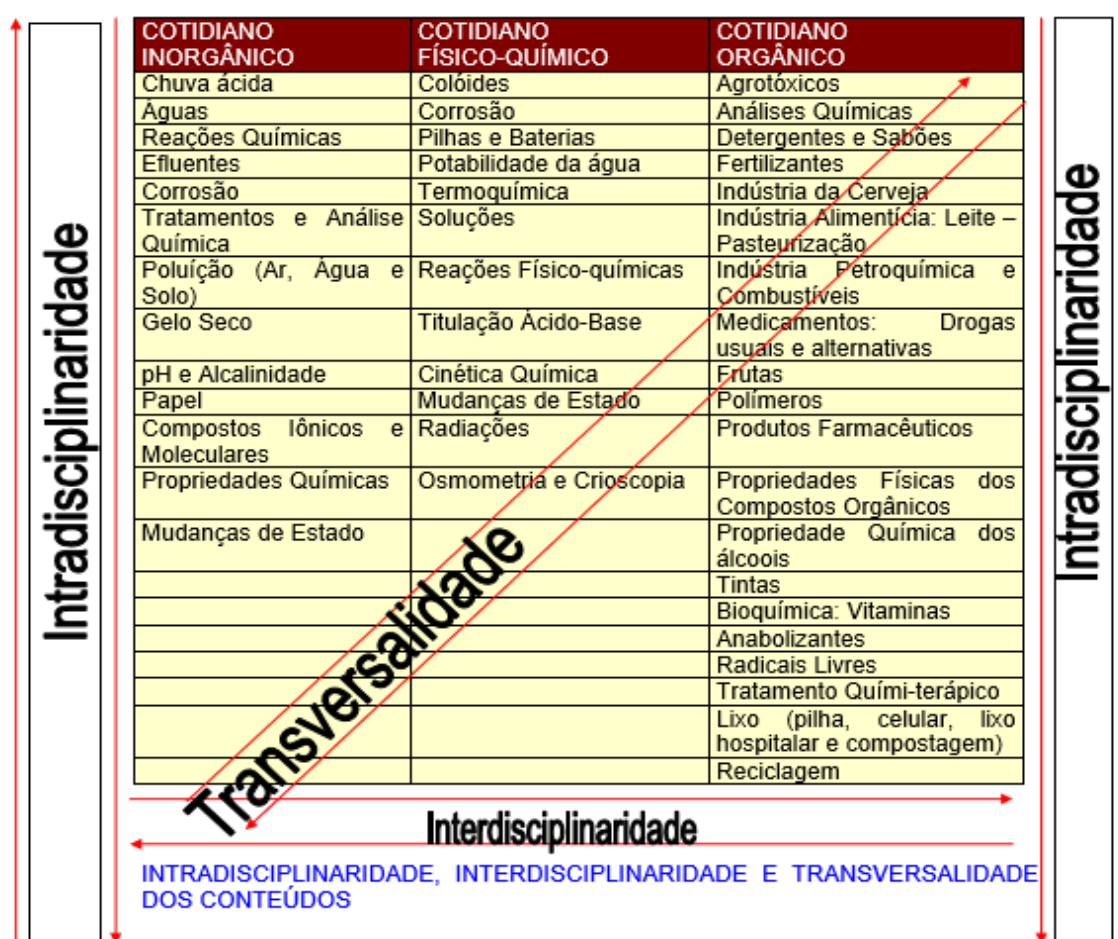 COTIDIANO INORGÂNICO
COTIDIANO FÍSICO-QUÍMICO
COTIDIANO ORGÂNICO
Chuva ácida
Colóides
Agrotóxicos
Águas
Corrosão
Análises Químicas
Reações Químicas
Pilhas e Baterias
Detergentes e Sabões
Efluentes
Potabilidade da água
Fertilizantes
Corrosão
Termoquímica
Indústria da Cerveja
Tratamentos e Análise
Química
Soluções
Indústria Alimentícia: Leite –
Pasteurização
Poluíção (Ar, Água e
Solo)
Reações Físico-químicas
Indústria Petroquímica e
Combustíveis
Gelo Seco
Titulação Ácido-Base
Medicamentos: Drogas
usuais e alternativas
pH e Alcalinidade
Cinética Química
Frutas
Papel
Mudanças de Estado
Polímeros
Compostos Iônicos e
Moleculares
Radiações
Produtos Farmacêuticos
Propriedades Químicas
Osmometria e Crioscopia
Propriedades Físicas dos
Compostos Orgânicos
Mudanças de Estado
Propriedade Química dos
álcoois
Tintas
Bioquímica: Vitaminas
Anabolizantes
Radicais Livres
Tratamento Quími-terápico
Lixo (pilha, celular, lixo
hospitalar e compostagem)
Reciclagem
Intradisciplinaridade
Transversalidade
Intradisciplinaridade
Interdisciplinaridade
INTRADISCIPLINARIDADE, INTERDISCIPLINARIDADE E TRANSVERSALIDADE
DOS CONTEÚDOS